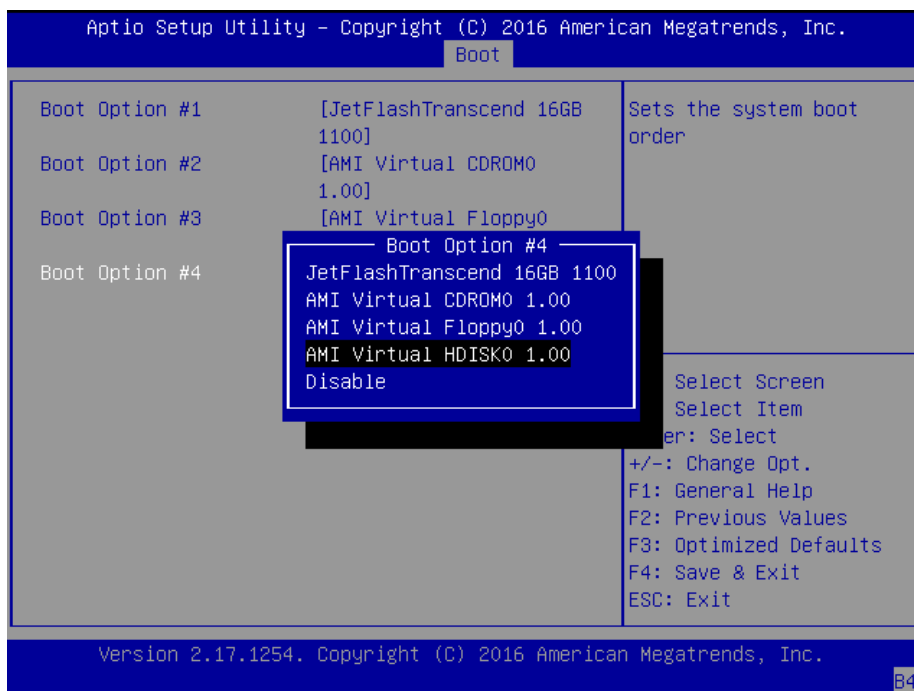 Aptio Setup Utility – Copyright (C) 2016 American Megatrends, Inc.
Boot
Boot Option #1 [JetFlashTranscend 16GB
1100]
Boot Option #2 [AMI Virtual CDROM0
1.00]
Boot Option #3 [AMI Virtual Floppy0
Boot Option #4
Boot Option #4
JetFlashTranscend 16GB 1100
AMI Virtual CDROM0 1.00
AMI Virtual Floppy0 1.00
AMI Virtual HDISK0 1.00
Disable
Sets the system boot
order
Select Screen
Select Item
er: Select
+/-: Change Opt.
F1: General Help
F2: Previous Values
F3: Optimized Defaults
F4: Save & Exit
ESC: Exit
Version 2.17.1254. Copyright (C) 2016 American Megatrends, Inc.
B4